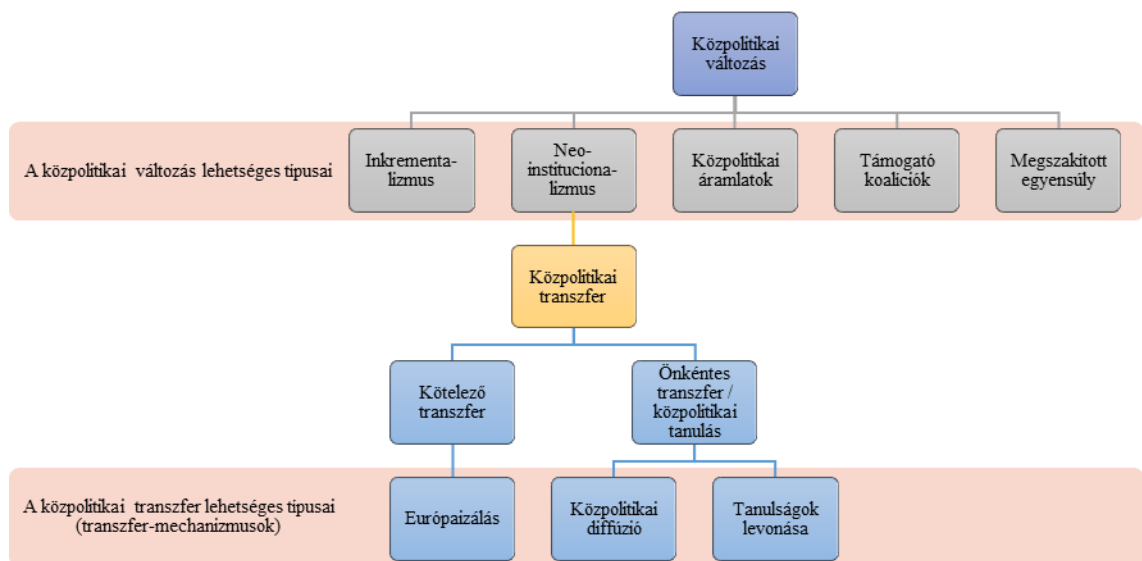 Közpolitikai
változás
A közpolitikai változás lehetséges típusai
Inkrementa-
lizmus
Neo-
instituciona-
lizmus
Közpolitikai
áramlatok
Támogató
koalíciók
Megszakított
egyensúly
Közpolitikai
transzfer
Kötelező
transzfer
Önkéntes
transzfer /
közpolitikai
tanulás
A közpolitikai transzfer lehetséges típusai
(transzfer-mechanizmusok)
Európaizálás
Közpolitikai
diffúzió
Tanulságok
levonása